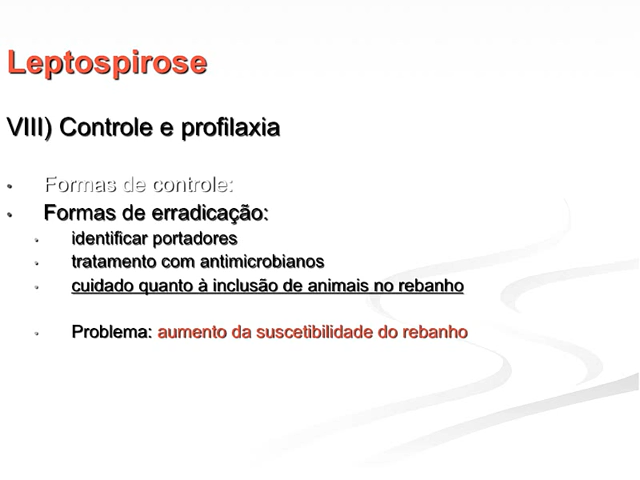 Leptospirose
VIII) Controle e profilaxia
• Formas de controle:
• Formas de erradicação:
• identificar portadores
• tratamento com antimicrobianos
• cuidado quanto à inclusão de animais no rebanho
• Problema: aumento da suscetibilidade do rebanho